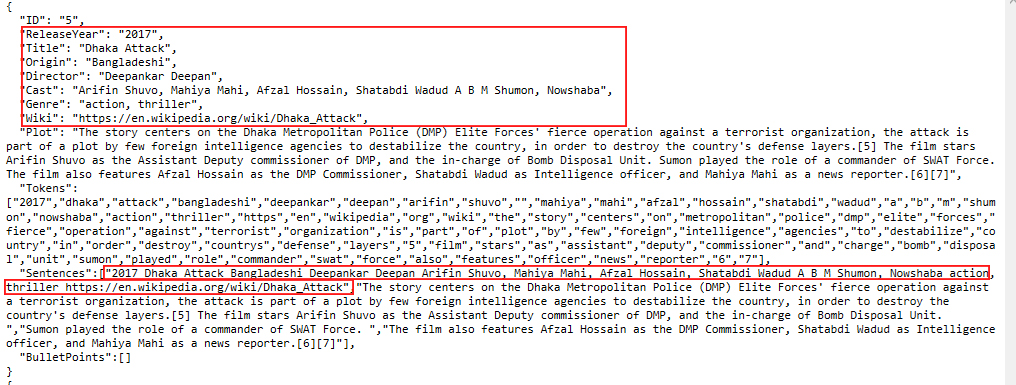 {
"ID": "5",
"ReleaseYear": "2017",
"Title": "Dhaka Attack",
"Origin": "Bangladeshi",
"Director": "Deepankar Deepan",
"Cast": "Arifin Shuvo, Mahiya Mahi, Afzal Hossain, Shatabdi Wadud A B M Shumon, Nowshaba",
"Genre": "action, thriller",
"Wiki": "https://en.wikipedia.org/wiki/Dhaka_Attack",
"Plot": "The story centers on the Dhaka Metropolitan Police (DMP) Elite Forces' fierce operation against a terrorist organization, the attack is
part of a plot by few foreign intelligence agencies to destabilize the country, in order to destroy the country's defense layers.[5] The film stars
Arifin Shuvo as the Assistant Deputy commissioner of DMP, and the in-charge of Bomb Disposal Unit. Sumon played the role of a commander of SWAT Force.
The film also features Afzal Hossain as the DMP Commissioner, Shatabdi Wadud as Intelligence officer, and Mahiya Mahi as a news reporter.[6][7]",
"Tokens":
["2017","dhaka","attack","bangladeshi","deepankar","deepan","arifin","shuvo","","mahiya","mahi","afzal","hossain","shatabdi","wadud","a","b","m","shum
on","nowshaba","action","thriller","https","en","wikipedia","org","wiki","the","story","centers","on","metropolitan","police","dmp","elite","forces","
fierce","operation","against","terrorist","organization","is","part","of","plot","by","few","foreign","intelligence","agencies","to","destabilize","co
untry","in","order","destroy","countrys","defense","layers","5","film","stars","as","assistant","deputy","commissioner","and","charge","bomb","disposa
l","unit","sumon","played","role","commander","swat","force","also","features","officer","news","reporter","6","7"],
"Sentences":["2017 Dhaka Attack Bangladeshi Deepankar Deepan Arifin Shuvo, Mahiya Mahi, Afzal Hossain, Shatabdi Wadud A B M Shumon, Nowshaba action,
thriller https://en.wikipedia.org/wiki/Dhaka_Attack","The story centers on the Dhaka Metropolitan Police (DMP) Elite Forces' fierce operation against
a terrorist organization, the attack is part of a plot by few foreign intelligence agencies to destabilize the country, in order to destroy the
country's defense layers.[5] The film stars Arifin Shuvo as the Assistant Deputy commissioner of DMP, and the in-charge of Bomb Disposal Unit.
","Sumon played the role of a commander of SWAT Force. ","The film also features Afzal Hossain as the DMP Commissioner, Shatabdi Wadud as Intelligence
officer, and Mahiya Mahi as a news reporter.[6][7]"],
"BulletPoints":[]
}
{